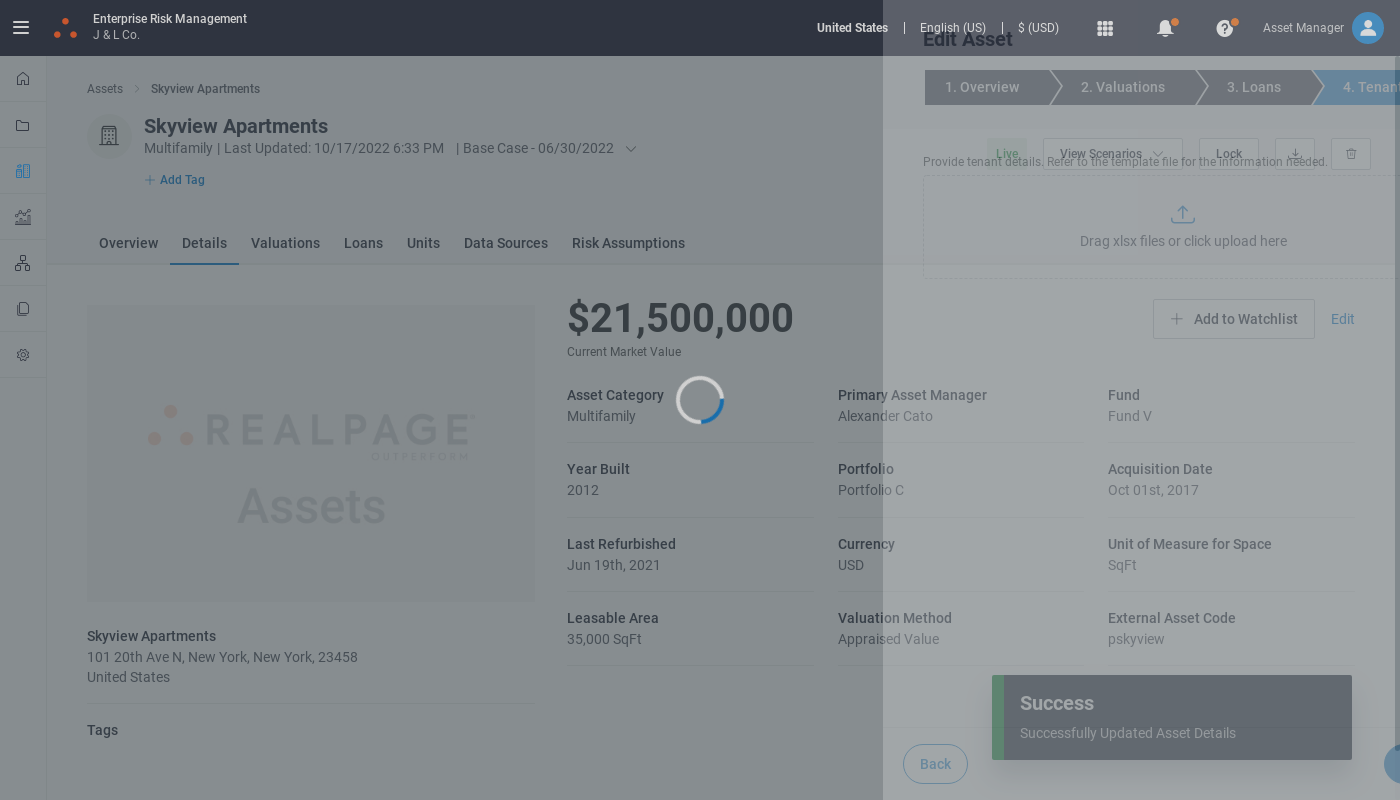 Enterprise Risk Management
J & L Co.
United States
English (US)
$ (USD)
Asset Manager
Edit Asset
1. Overview
2. Valuations
3. Loans
4. Tenan
Assets
Skyview Apartments
Skyview Apartments
Multifamily | Last Updated: 10/17/2022 6:33 PM | Base Case - 06/30/2022
Add Tag
Live
View Scenarios
Lock
Provide tenant details. Refer to the template file for the information needed.
Drag xlsx files or click upload here
Overview
Details
Valuations
Loans
Units
Data Sources
Risk Assumptions
$21,500,000
Current Market Value
Add to Watchlist
Edit
REALPAGE
OUTPERFORM
Assets
Asset Category
Multifamily
Primary Asset Manager
Alexander Cato
Fund
Fund V
Year Built
2012
Portfolio
Portfolio C
Acquisition Date
Oct 01st, 2017
Last Refurbished
Jun 19th, 2021
Currency
USD
Unit of Measure for Space
SqFt
Leasable Area
35,000 SqFt
Valuation Method
Appraised Value
External Asset Code
pskyview
Skyview Apartments
101 20th Ave N, New York, New York, 23458
United States
Tags
Success
Successfully Updated Asset Details
Back